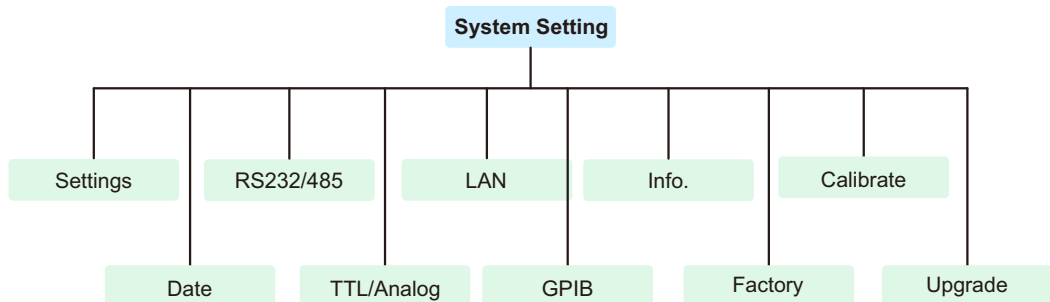 System Setting
Settings
RS232/485
LAN
Info.
Calibrate
Date
TTL/Analog
GPIB
Factory
Upgrade